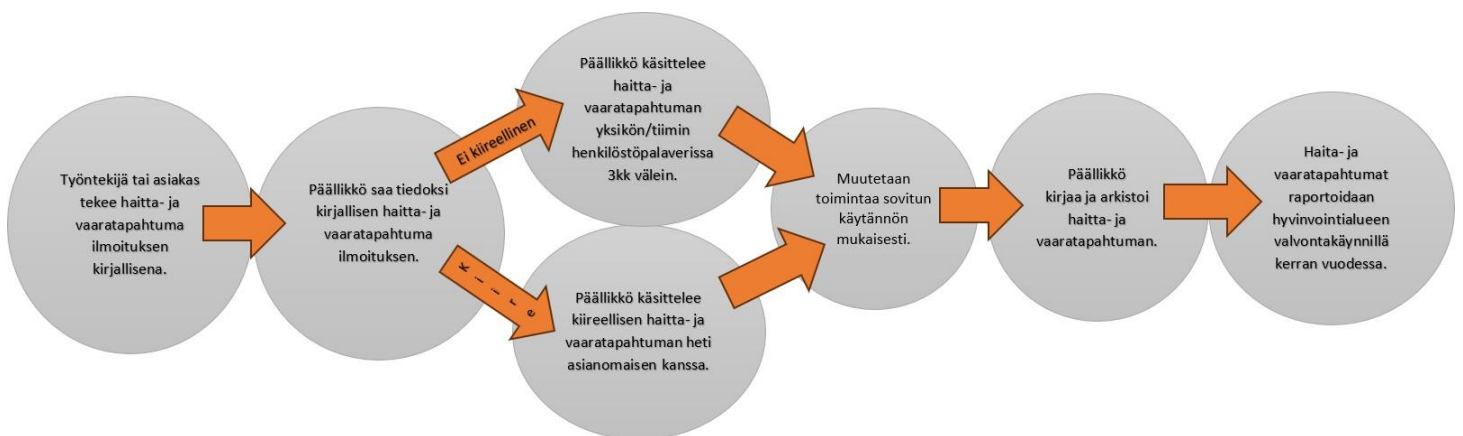 Työntekijä tai asiakas
tekee haitta- ja
vaaratapahtuma
ilmoituksen
kirjallisena.
Päällikkö saa tiedoksi
kirjallisen haitta- ja
vaaratapahtuma
ilmoituksen.
Ei kiireellinen
Päällikkö käsittelee
haitta- ja
vaaratapahtuman
yksikön/tiimin
henkilöstöpalaverissa
3kk välein.
Kiire
Päällikkö käsittelee
kiireellisen haitta- ja
vaaratapahtuman heti
asianomaisen kanssa.
Muutetaan
toimintaa sovitun
käytännön
mukaisesti.
Päällikkö
kirjaa ja arkistoi
haitta- ja
vaaratapahtuman.
Haita- ja
vaaratapahtumat
raportoidaan
hyvinvointialueen
valvontakäynnillä
kerran vuodessa.